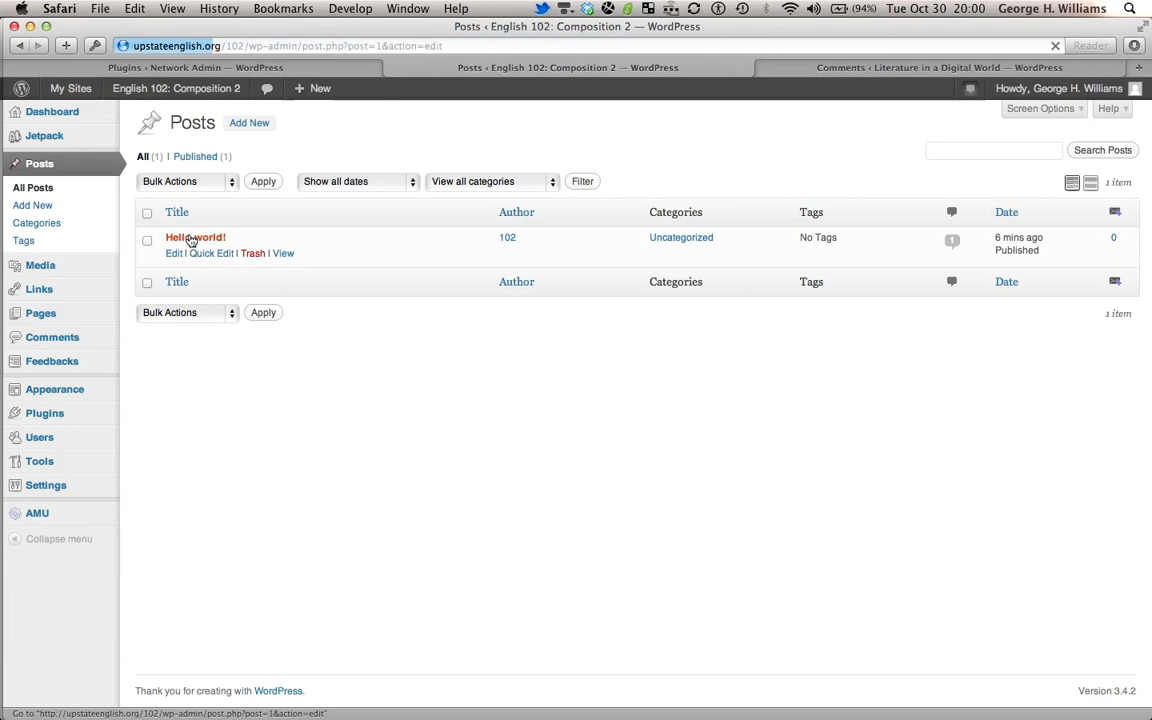 Safari File Edit View History Bookmarks Develop Window Help (94%) Tue Oct 30 20:00 George H. Williams
Posts ‹ English 102: Composition 2 — WordPress
upstateenglish.org/102/wp-admin/post.php?post=1&action=edit Reader
Plugins ‹ Network Admin — WordPress Posts ‹ English 102: Composition 2 — WordPress Comments ‹ Literature in a Digital World — WordPress
My Sites English 102: Composition 2 + New Howdy, George H. Williams
Screen Options Help
Dashboard
Jetpack
Posts
All Posts
Add New
Categories
Tags
Media
Links
Pages
Comments
Feedbacks
Appearance
Plugins
Users
Tools
Settings
AMU
Collapse menu
Posts Add New
All (1) | Published (1) Search Posts
Bulk Actions Apply Show all dates View all categories Filter 1 item
Title Author Categories Tags Date
Hello world! 102 Uncategorized No Tags 1 6 mins ago 0
Edit | Quick Edit | Trash | View Published
Title Author Categories Tags Date
Bulk Actions Apply 1 item
Thank you for creating with WordPress. Version 3.4.2
Go to "http://upstateenglish.org/102/wp-admin/post.php?post=1&action=edit"